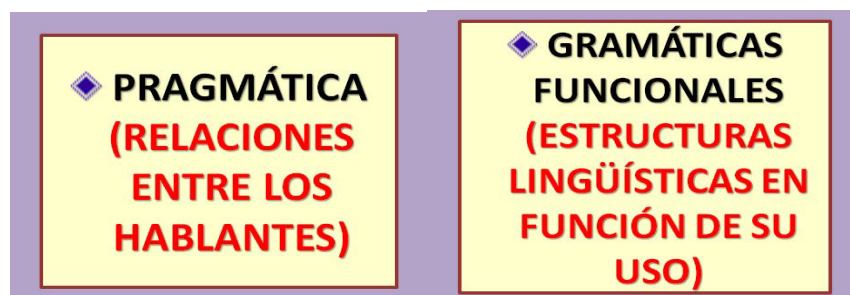 PRAGMÁTICA
(RELACIONES
ENTRE LOS
HABLANTES)
GRAMÁTICAS
FUNCIONALES
(ESTRUCTURAS
LINGÜÍSTICAS EN
FUNCIÓN DE SU
USO)